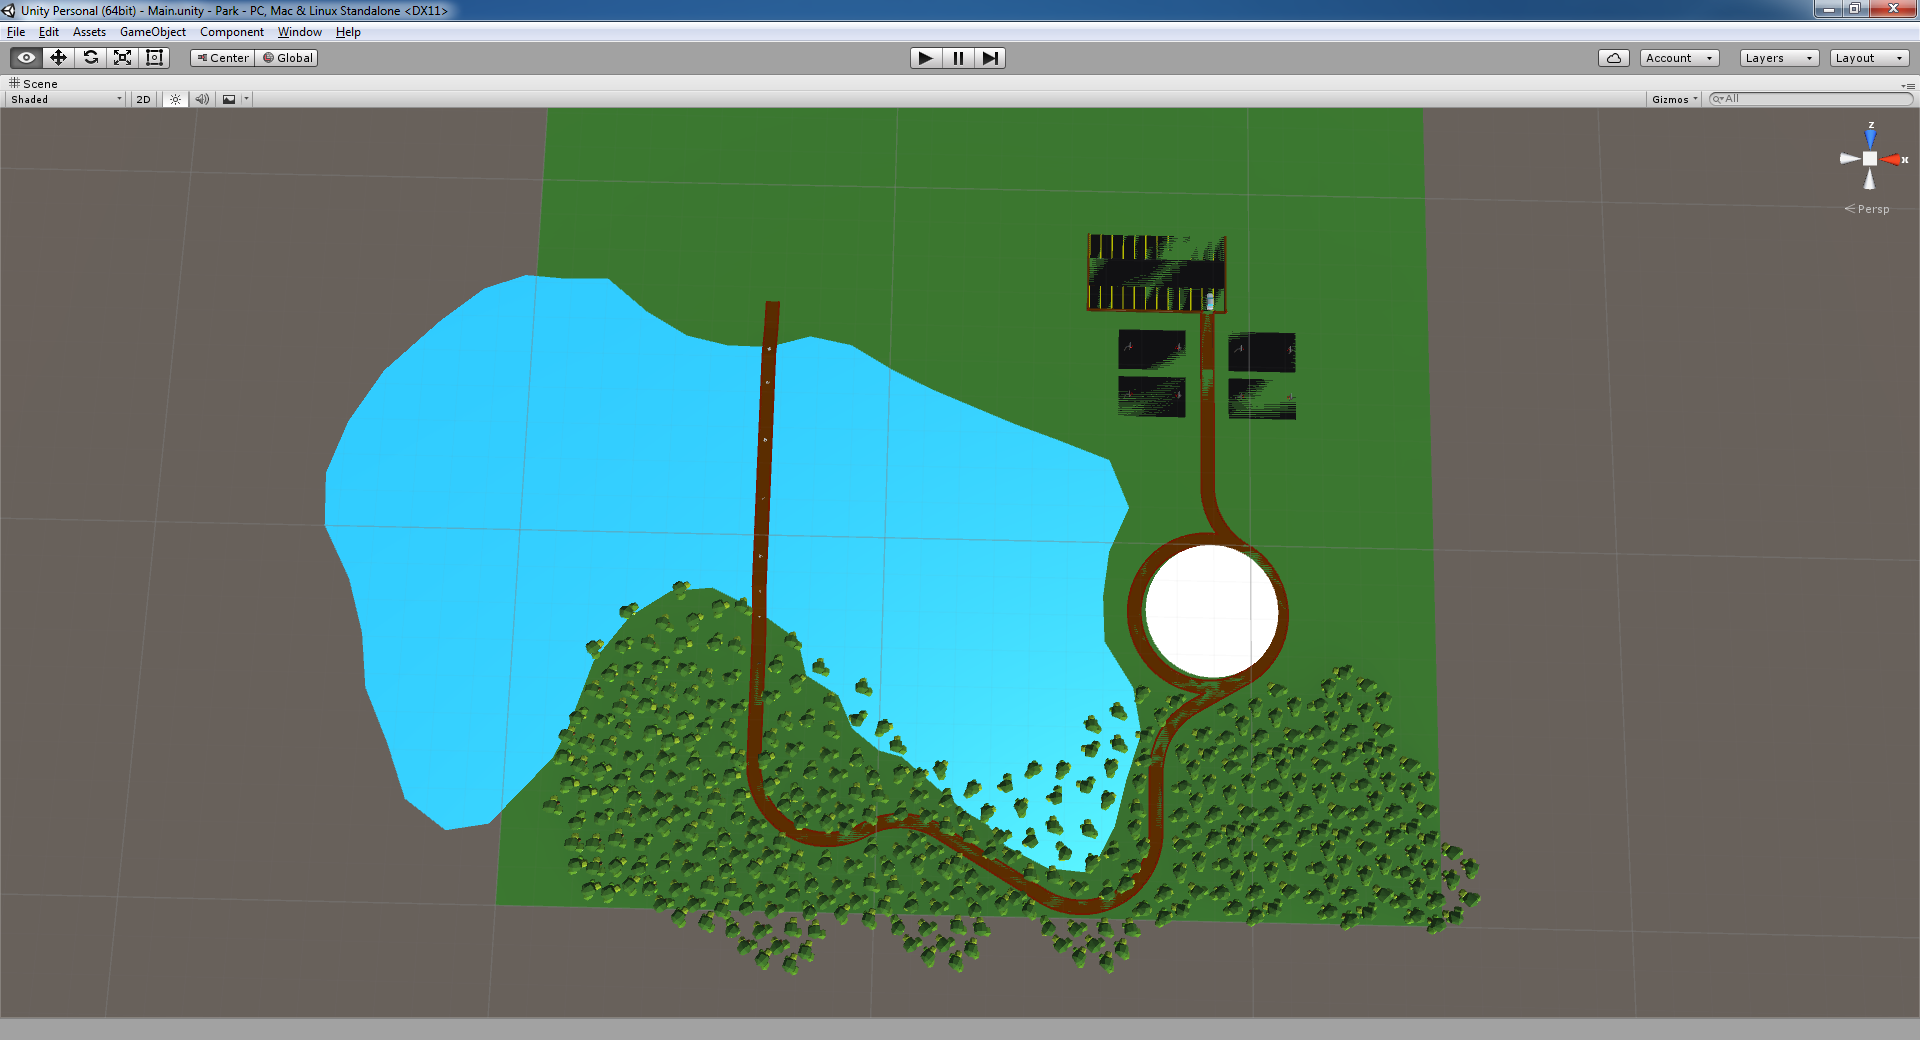 Unity Personal (64bit) - Main.unity - Park - PC, Mac & Linux Standalone <DX11>
File Edit Assets GameObject Component Window Help
Center Global Account Layers Layout
Scene
Shaded 2D Gizmos All
z
x
Persp